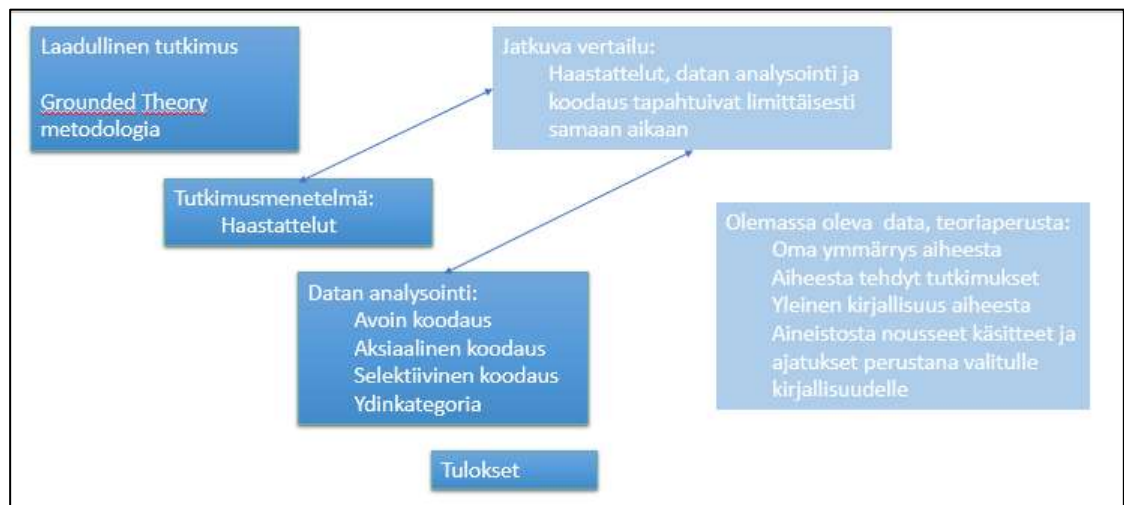 Laadullinen tutkimus
Grounded Theory
metodologia
Jatkuva vertailu:
Haastattelut, datan analysointi ja
koodaus tapahtuivat limittäisesti
samaan aikaan
Tutkimusmenetelmä:
Haastattelut
Olemassa oleva data, teoriaperusta:
Oma ymmärrys aiheesta
Aiheesta tehdyt tutkimukset
Yleinen kirjallisuus aiheesta
Aineistosta nousseet käsitteet ja
ajatukset perustana valitulle
kirjallisuudelle
Datan analysointi:
Avoin koodaus
Aksiaalinen koodaus
Selektiivinen koodaus
Ydinkategoria
Tulokset